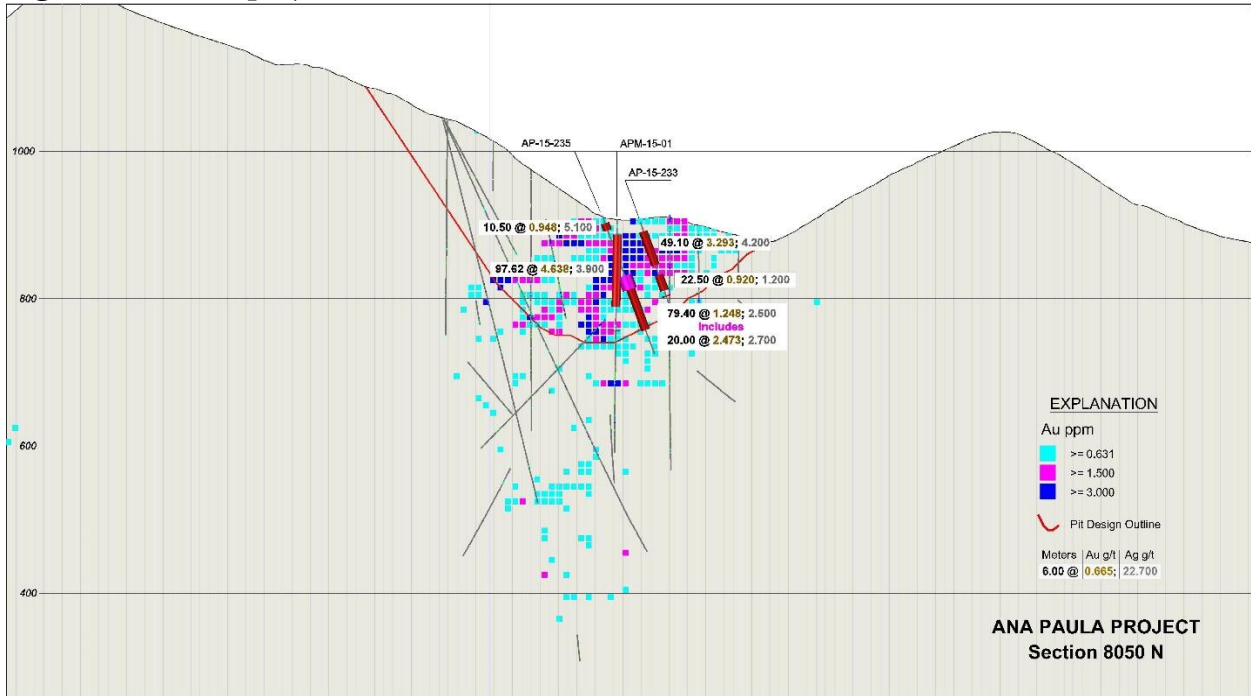 1000
800
600
400
AP-15-235
APM-15-01
AP-15-233
10.50 @ 0.948; 5.100
97.62 @ 4.638; 3.900
49.10 @ 3.293; 4.200
22.50 @ 0.920; 1.200
79.40 @ 1.248; 2.500
Includes
20.00 @ 2.473; 2.700
EXPLANATION
Au ppm
>= 0.631
>= 1.500
>= 3.000
Pit Design Outline
Meters | Au g/t | Ag g/t
6.00 @ 0.665; 22.700
ANA PAULA PROJECT
Section 8050 N